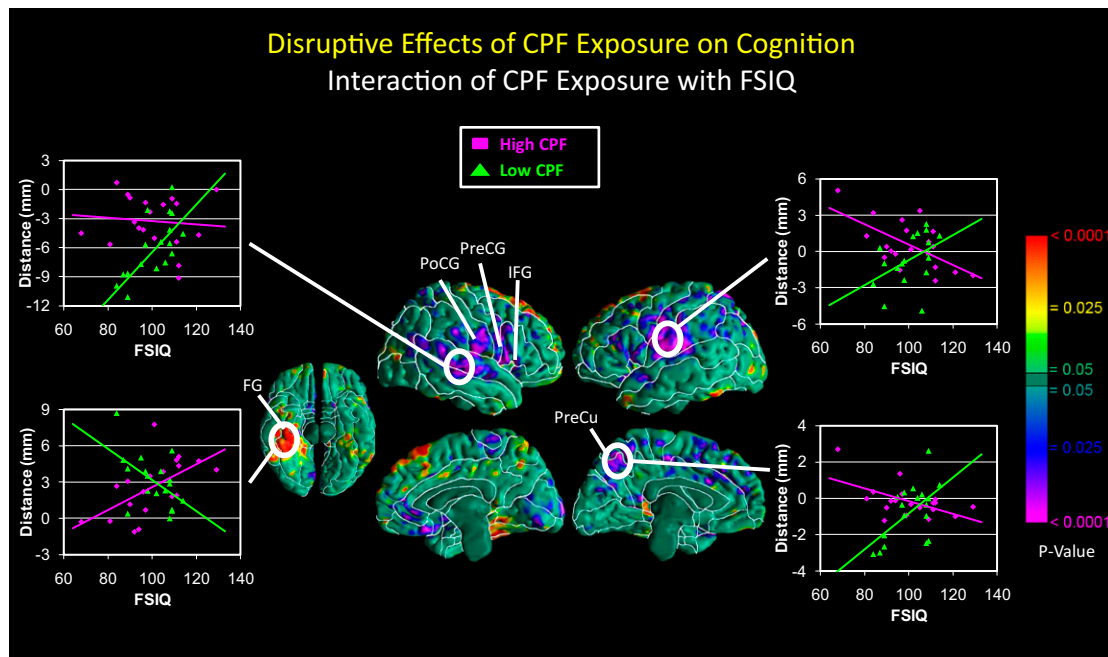 Disruptive Effects of CPF Exposure on Cognition
Interaction of CPF Exposure with FSIQ
High CPF
Low CPF
Distance (mm)
3
0
-3
-6
-9
-12
60 80 100 120 140
FSIQ
Distance (mm)
6
3
0
-3
-6
60 80 100 120 140
FSIQ
PreCG
PoCG
IFG
FG
PreCu
Distance (mm)
9
6
3
0
-3
60 80 100 120 140
FSIQ
Distance (mm)
4
2
0
-2
-4
60 80 100 120 140
FSIQ
< 0.0001
= 0.025
= 0.05
= 0.05
= 0.025
< 0.0001
P-Value